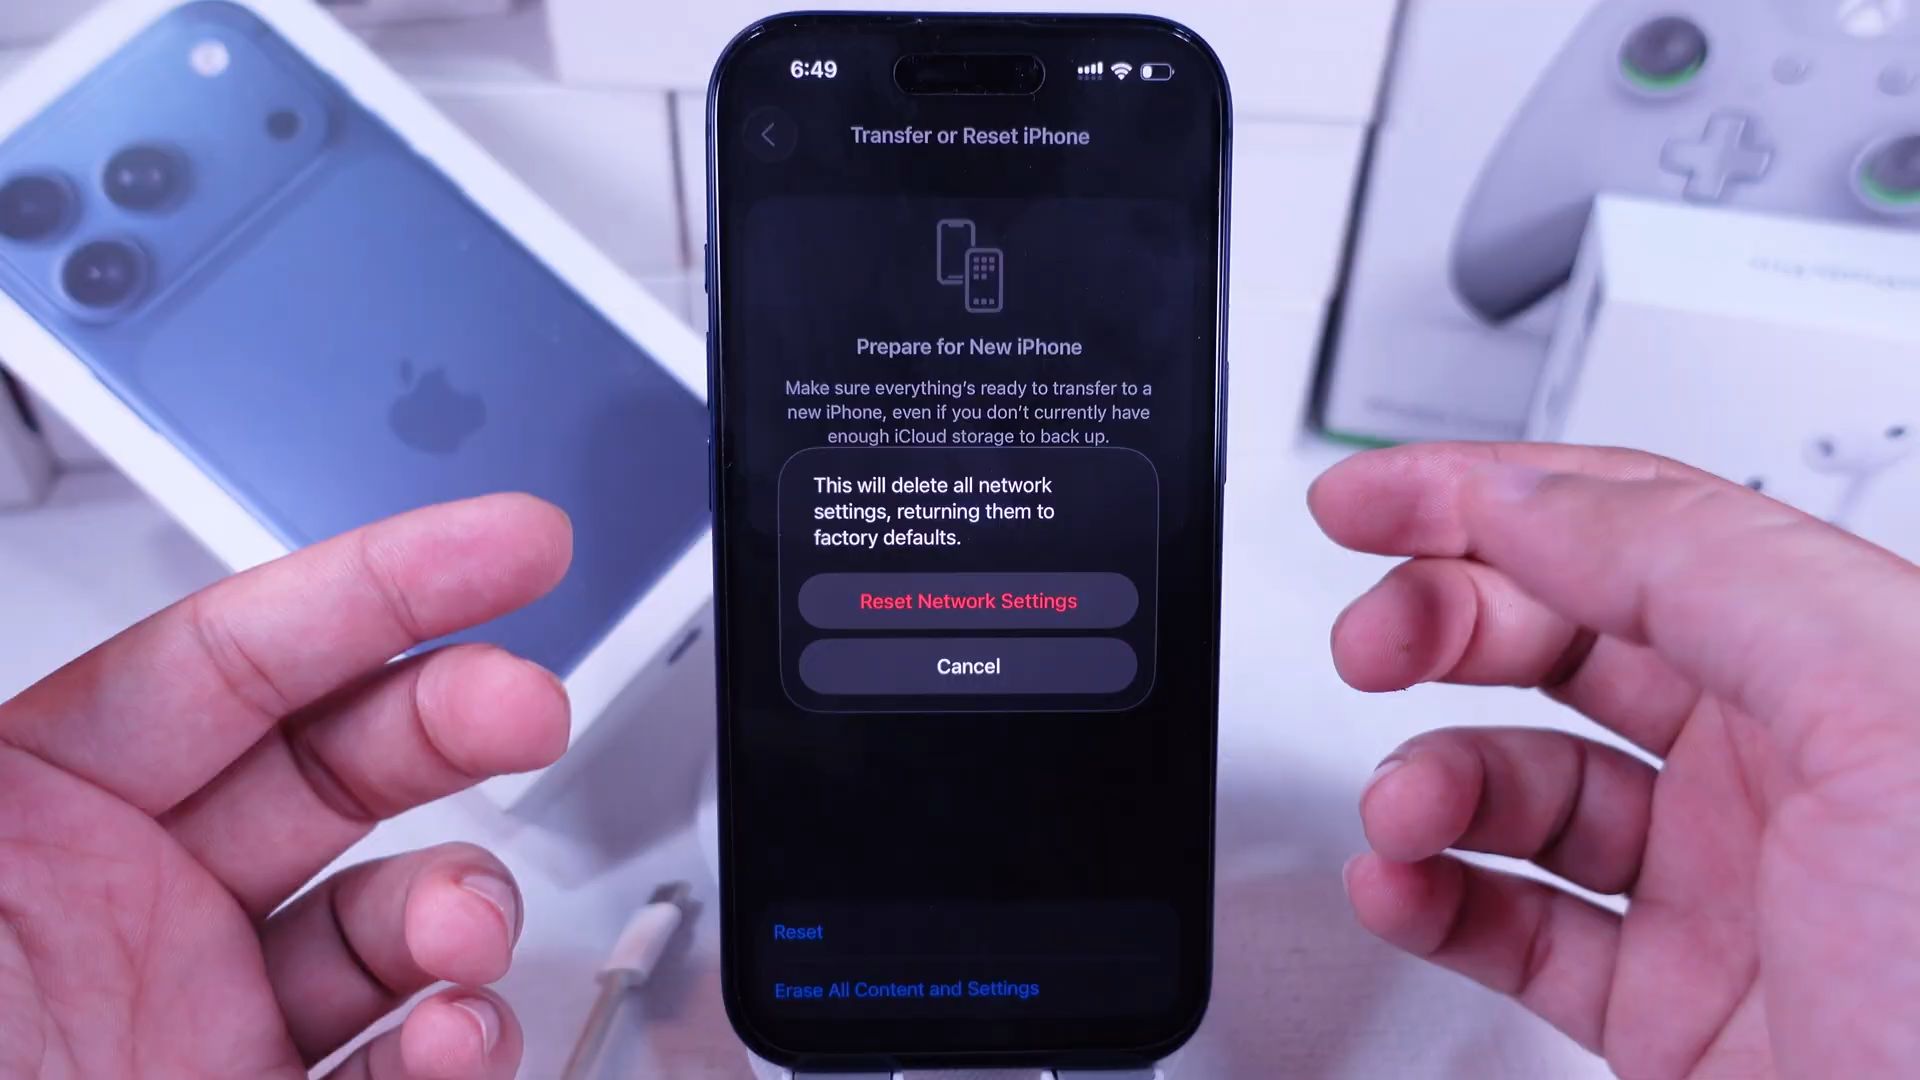 6:49
Transfer or Reset iPhone
Prepare for New iPhone
Make sure everything's ready to transfer to a
new iPhone, even if you don't currently have
enough iCloud storage to back up.
This will delete all network
settings, returning them to
factory defaults.
Reset Network Settings
Cancel
Reset
Erase All Content and Settings